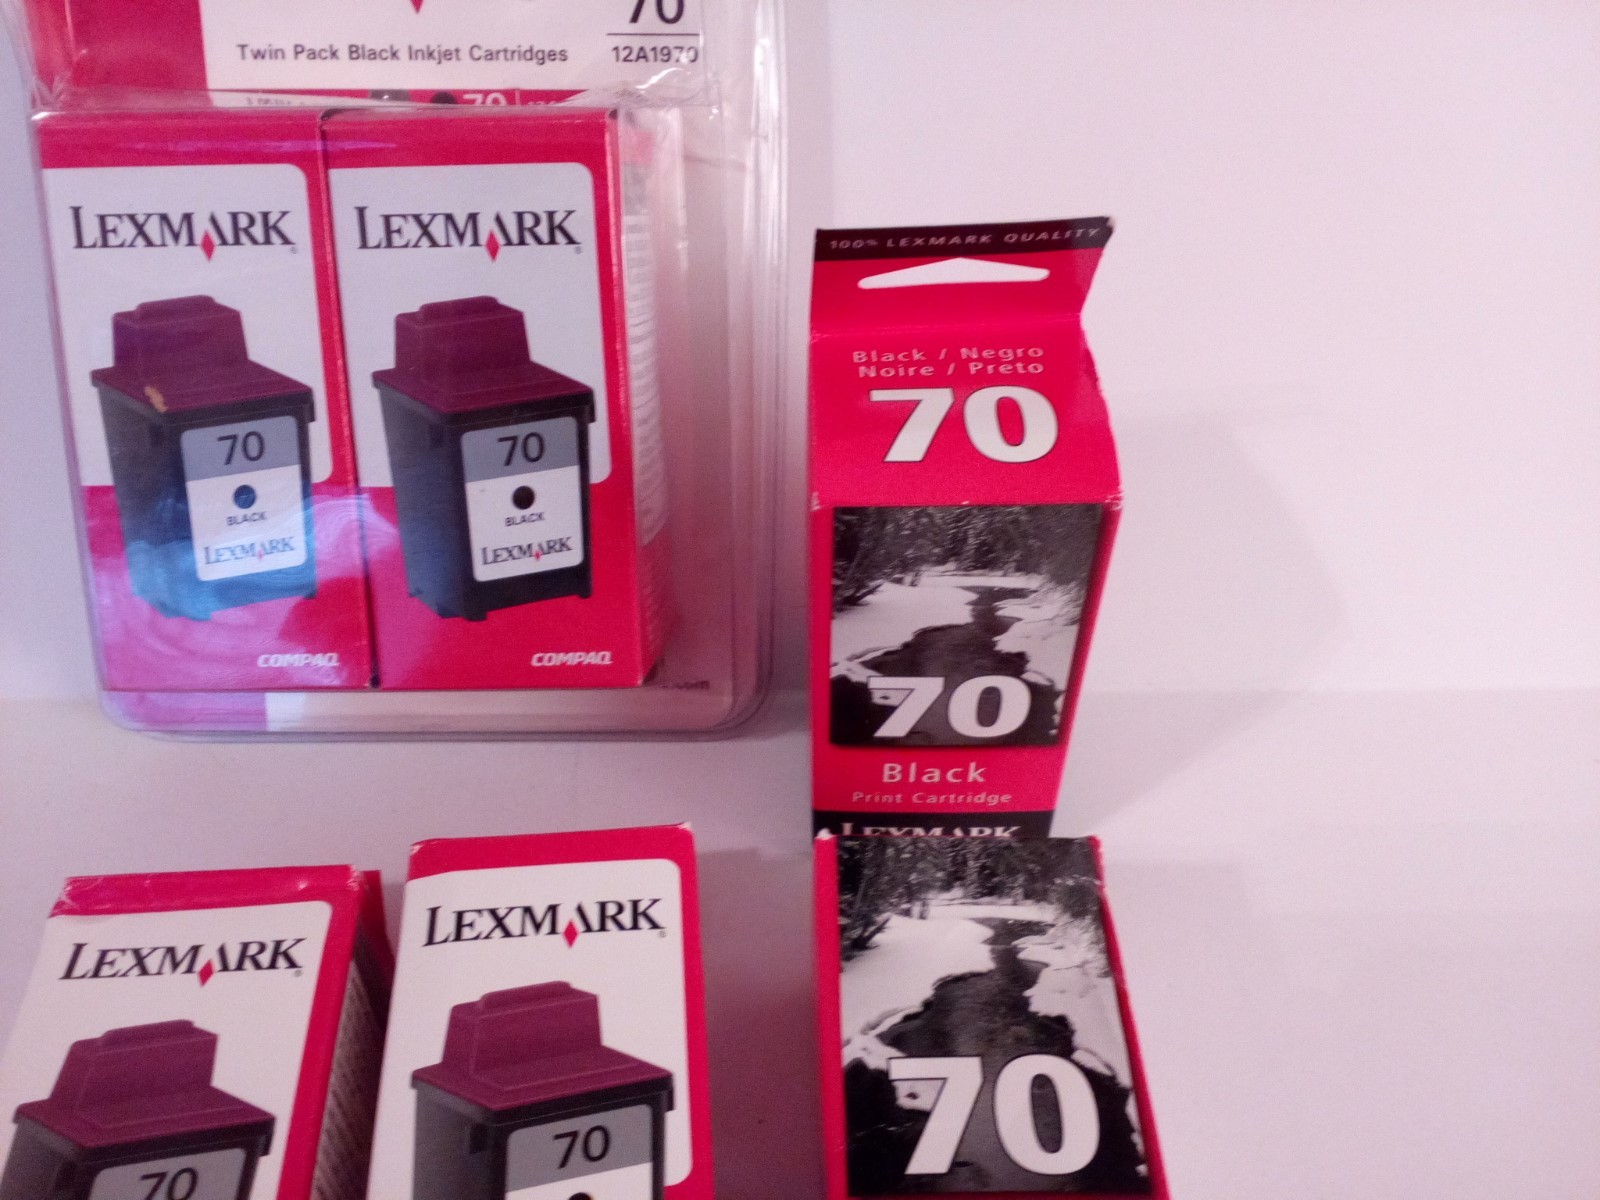 70
Twin Pack Black Inkjet Cartridges
12A1970
70
LEXMARK
70
BLACK
LEXMARK
COMPAQ
LEXMARK
70
BLACK
LEXMARK
COMPAQ
100% LEXMARK QUALITY
Black / Negro
Noire / Preto
70
70
Black
Print Cartridge
LEXMARK
70
LEXMARK
70
LEXMARK
70